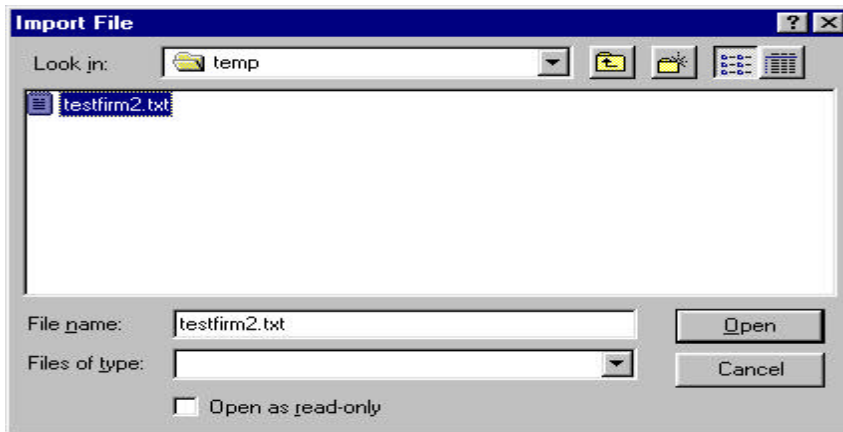 Import File
Look in: temp
testfirm2.txt
File name: testfirm2.txt Open
Files of type: Cancel
Open as read-only